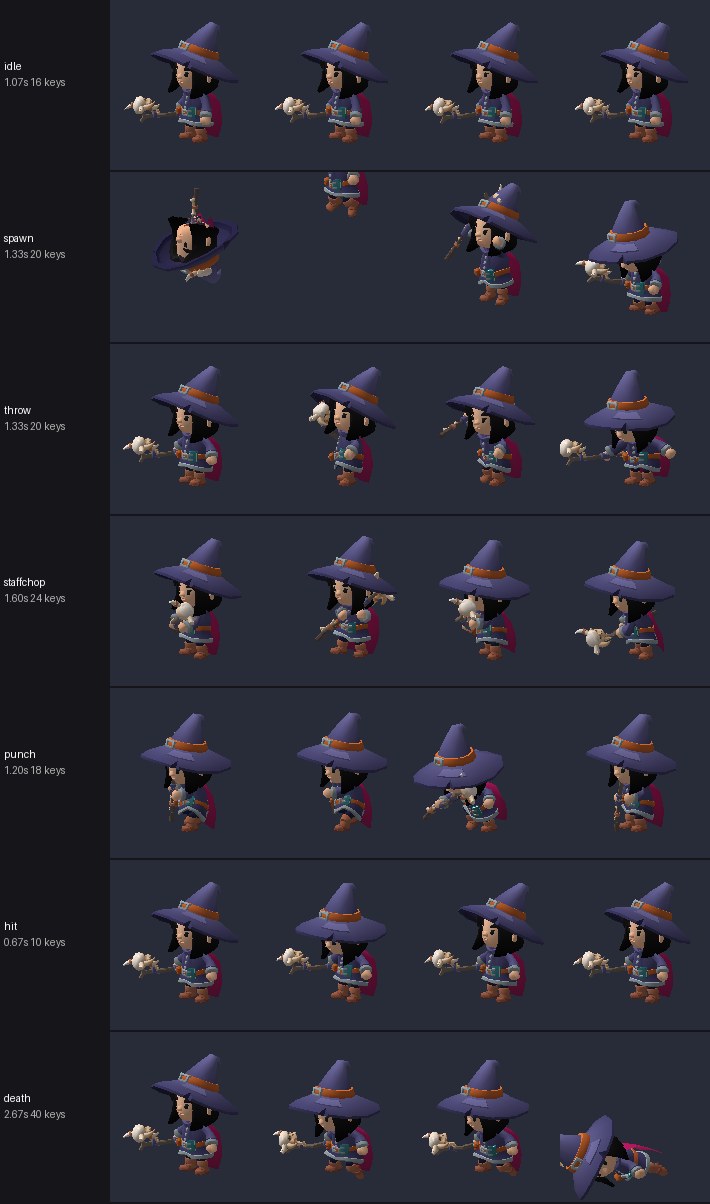 idle
1.07s 16 keys
spawn
1.33s 20 keys
throw
1.33s 20 keys
staffchop
1.60s 24 keys
punch
1.20s 18 keys
hit
0.67s 10 keys
death
2.67s 40 keys